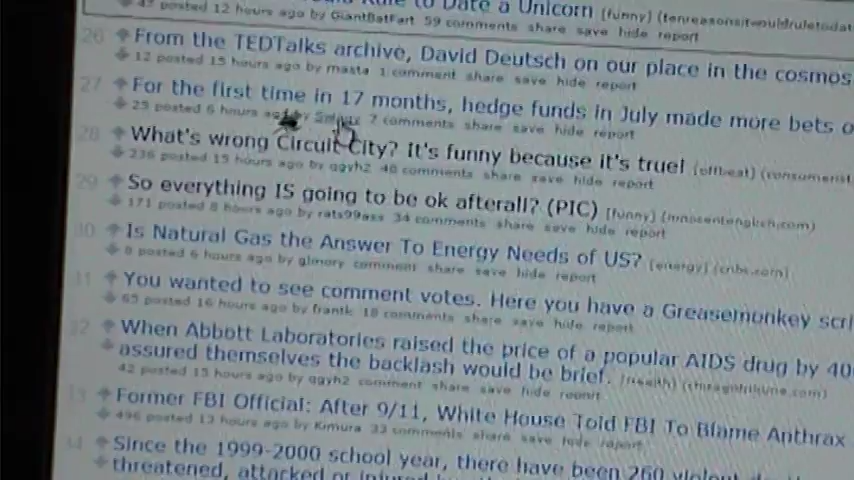 to Date a Unicorn [funny]
47 posted 12 hours ago by GiantBatFart 59 comments share save hide report
26 From the TEDTalks archive, David Deutsch on our place in the cosmos
12 posted 15 hours ago by masta 1 comment share save hide report
27 For the first time in 17 months, hedge funds in July made more bets o
25 posted 6 hours ago by 7 comments share save hide report
28 What's wrong Circuit City? It's funny because it's true! [offbeat] (consumerist
236 posted 15 hours ago by qgyh2 46 comments share save hide report
29 So everything IS going to be ok afterall? (PIC) [funny]
171 posted 8 hours ago by rats99ass 34 comments share save hide report
30 Is Natural Gas the Answer To Energy Needs of US? [energy] (cnbc.com)
posted 6 hours ago by glmory comment share save hide report
31 You wanted to see comment votes. Here you have a Greasemonkey scri
65 posted 16 hours ago by frantk 18 comments share save hide report
32 When Abbott Laboratories raised the price of a popular AIDS drug by 40
assured themselves the backlash would be brief. [Health] (chicagotribune.com)
42 posted 13 hours ago by qgyh2 comment share save hide report
33 Former FBI Official: After 9/11, White House Told FBI To Blame Anthrax
496 posted 13 hours ago by Kimura 33 comments share save hide report
34 Since the 1999-2000 school year, there have been 260 violent
threatened, attacked or injured